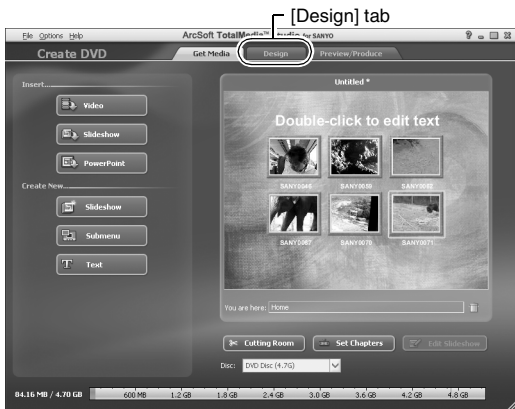 [Design] tab
File Options Help
ArcSoft TotalMedia™ Studio for SANYO
Create DVD
Get Media
Design
Preview/Produce
Insert
Video
Slideshow
PowerPoint
Create New
Slideshow
Submenu
Text
Untitled *
Double-click to edit text
SANY0048 SANY0050 SANY0062
SANY0067 SANY0070 SANY0071
You are here: Home
Cutting Room
Set Chapters
Edit Slideshow
Disc: DVD Disc (4.7G)
84.16 MB / 4.70 GB 600 MB 1.2 GB 1.8 GB 2.4 GB 3.0 GB 3.6 GB 4.2 GB 4.8 GB